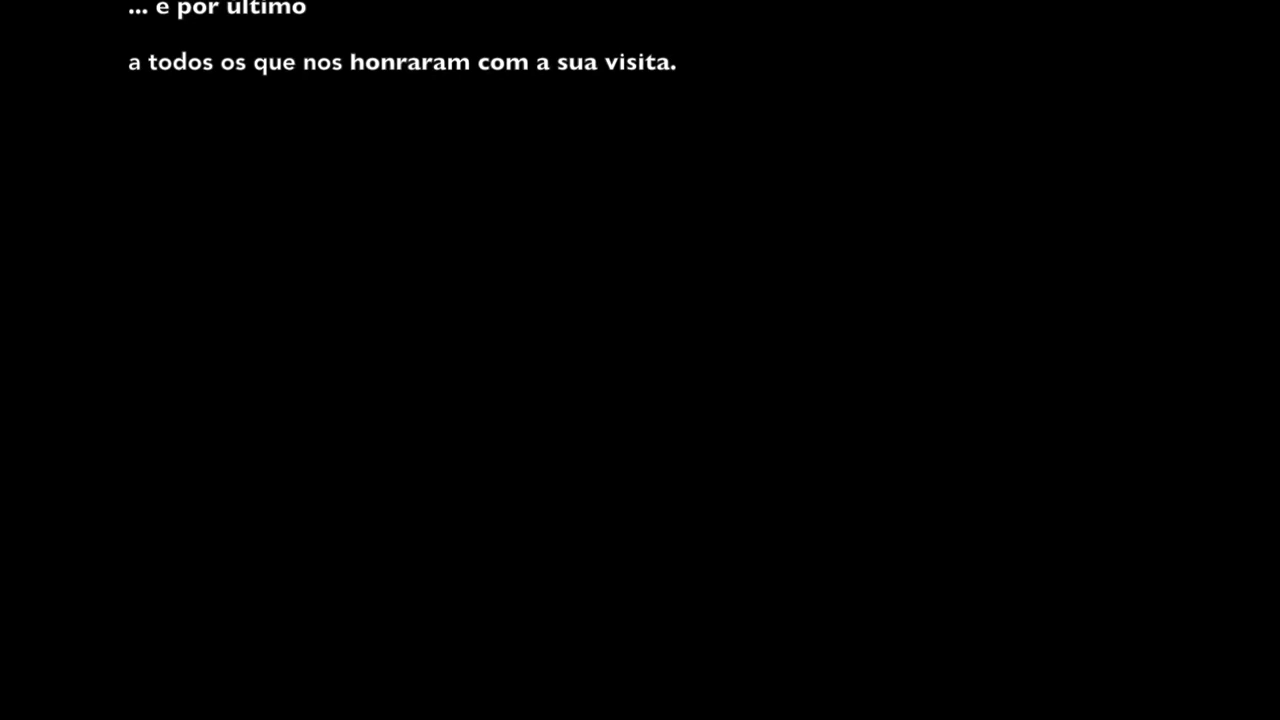 ... e por último
a todos os que nos honraram com a sua visita.